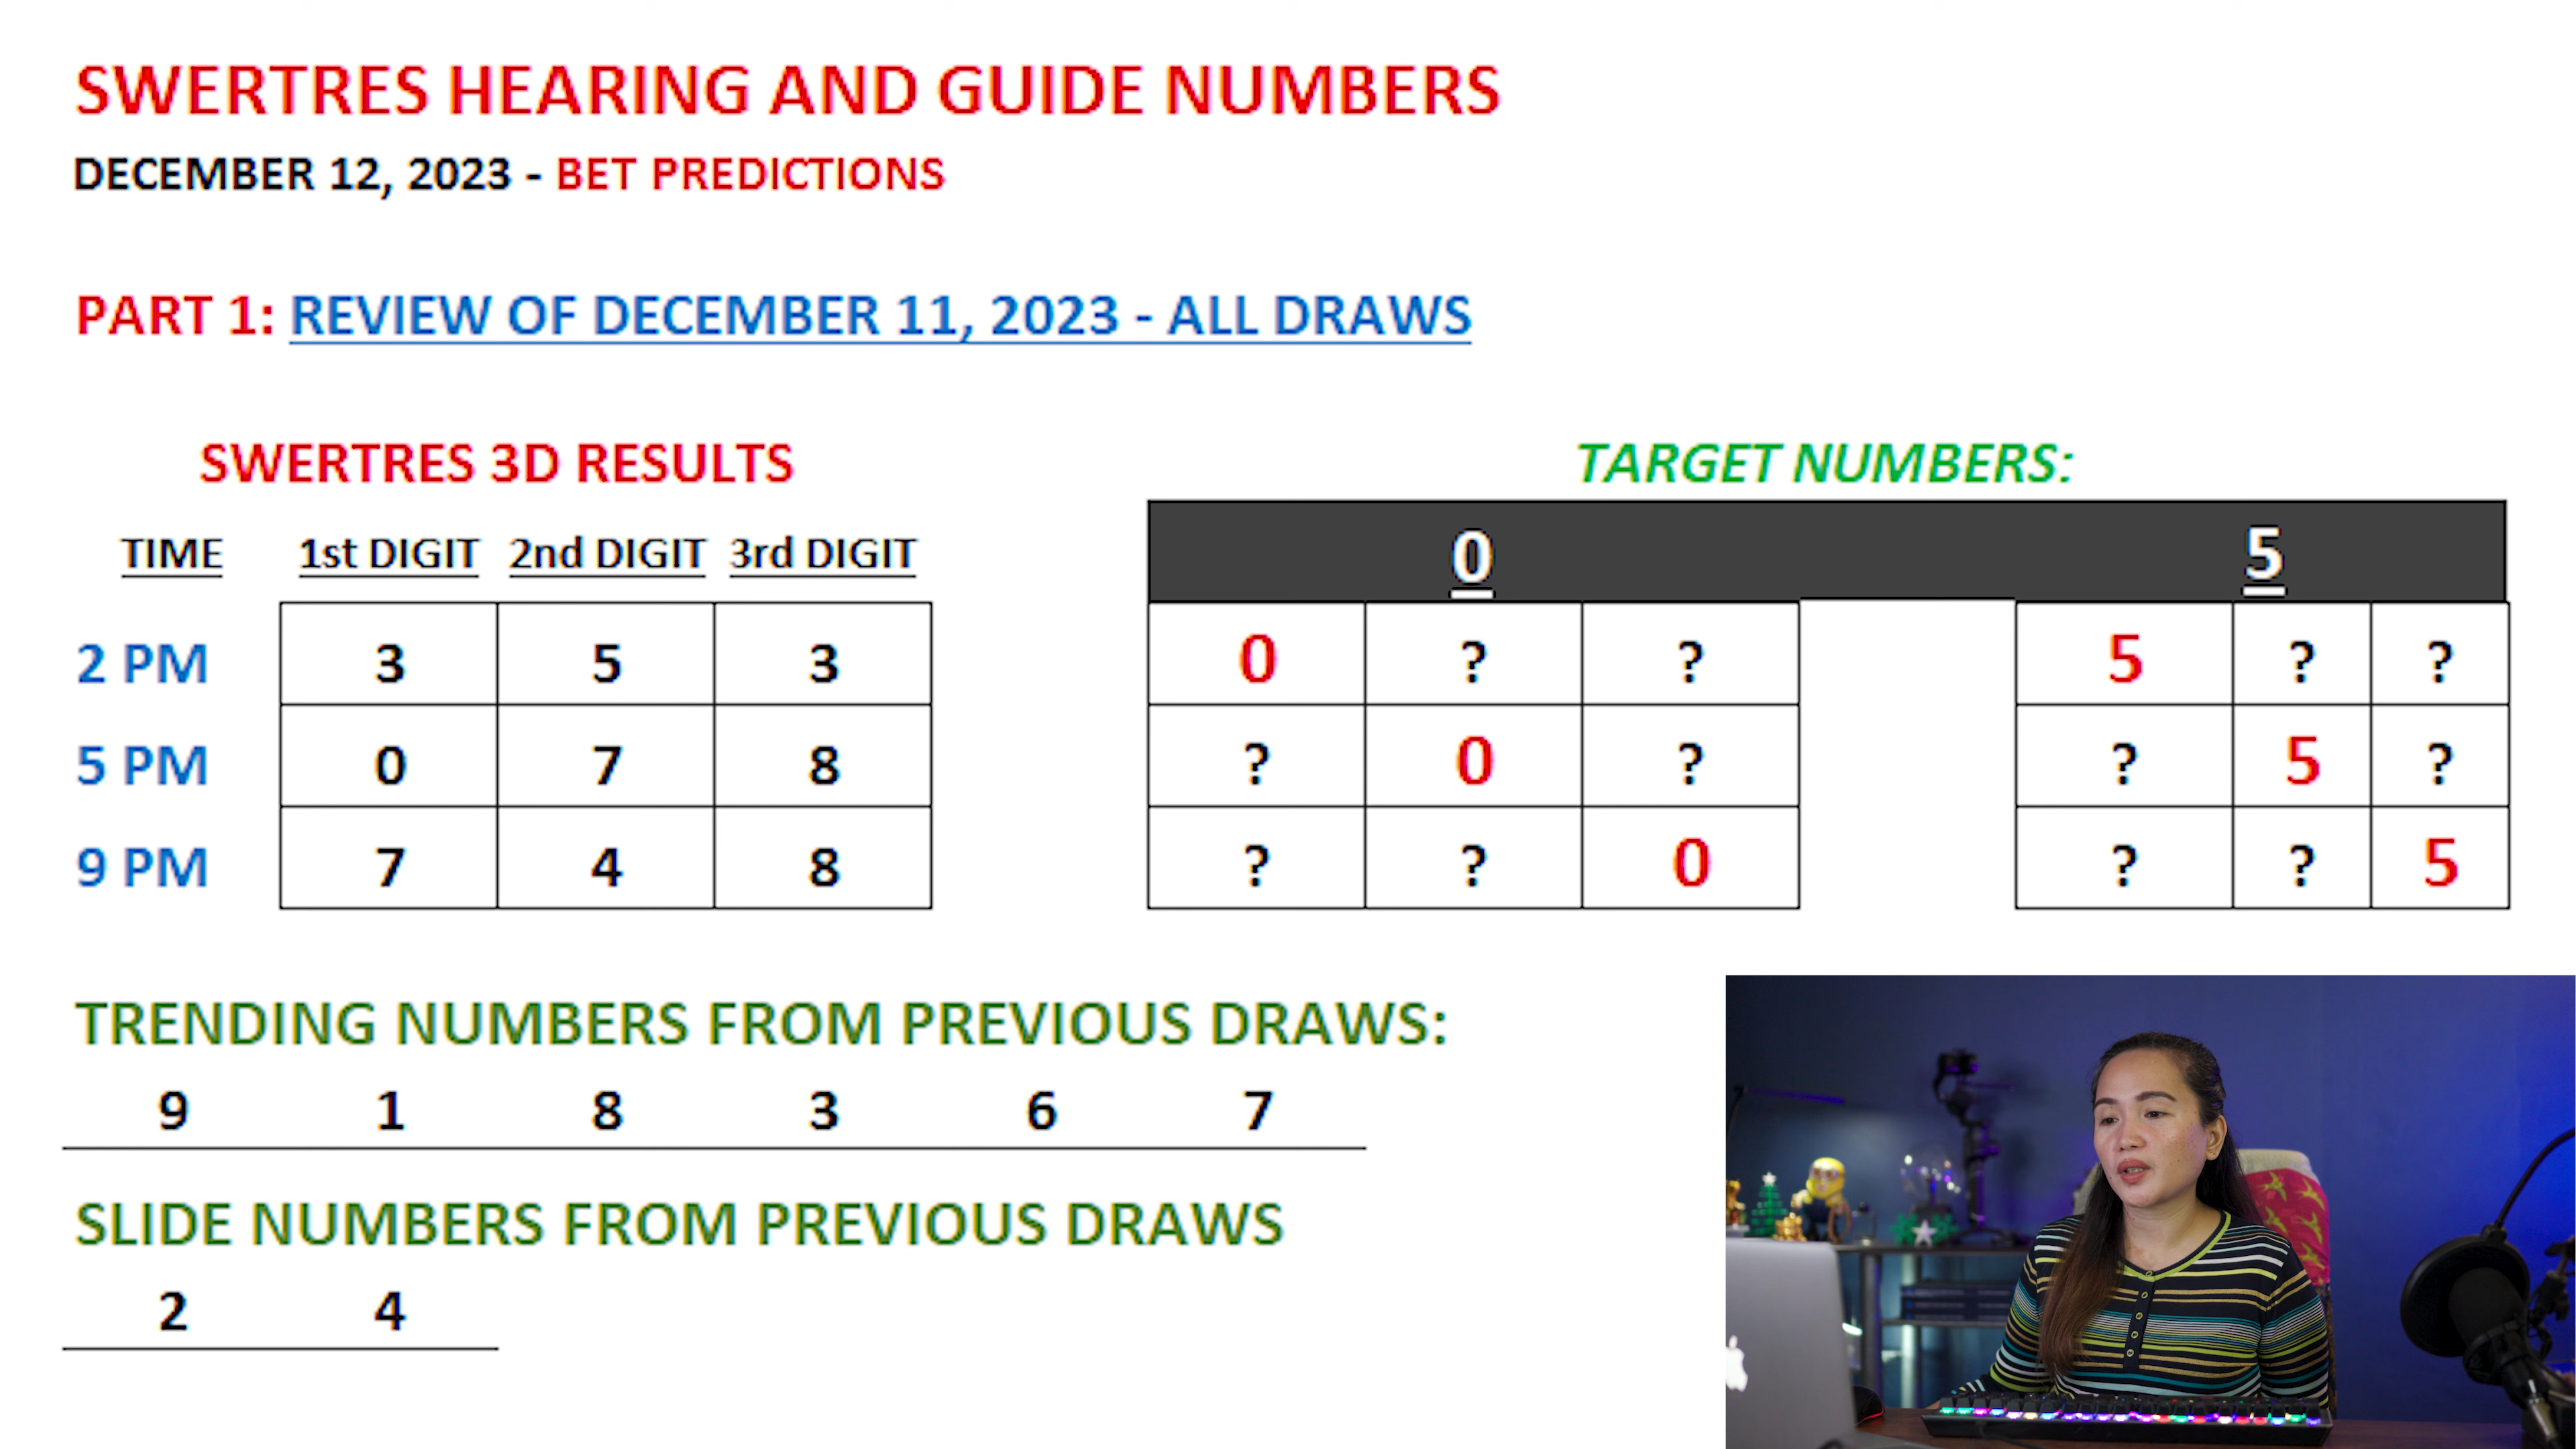 SWERTRES HEARING AND GUIDE NUMBERS
DECEMBER 12, 2023 - BET PREDICTIONS
PART 1: REVIEW OF DECEMBER 11, 2023 - ALL DRAWS
SWERTRES 3D RESULTS
TIME 1st DIGIT 2nd DIGIT 3rd DIGIT
2 PM 3 5 3
5 PM 0 7 8
9 PM 7 4 8
TARGET NUMBERS:
0 5
0 ? ? 5 ? ?
? 0 ? ? 5 ?
? ? 0 ? ? 5
TRENDING NUMBERS FROM PREVIOUS DRAWS:
9 1 8 3 6 7
SLIDE NUMBERS FROM PREVIOUS DRAWS
2 4